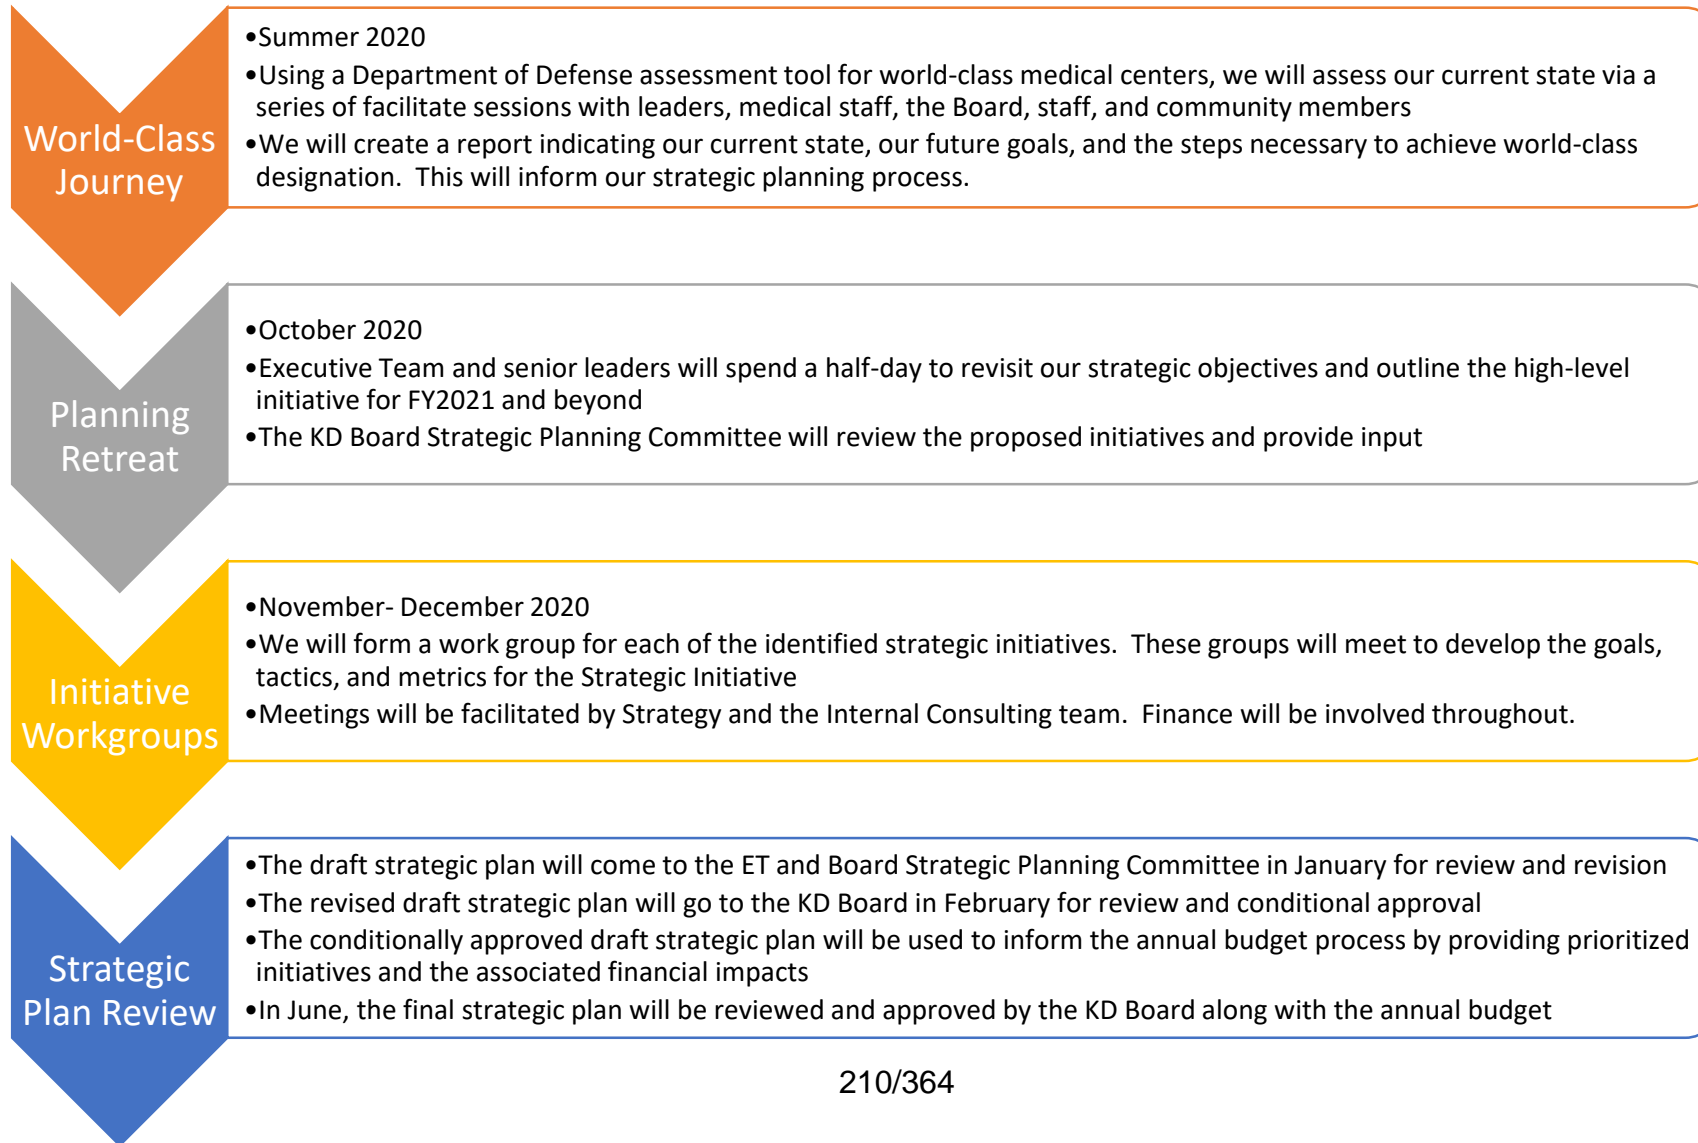 World-Class
Journey
•Summer 2020
•Using a Department of Defense assessment tool for world-class medical centers, we will assess our current state via a
series of facilitate sessions with leaders, medical staff, the Board, staff, and community members
•We will create a report indicating our current state, our future goals, and the steps necessary to achieve world-class
designation.  This will inform our strategic planning process.
Planning
Retreat
•October 2020
•Executive Team and senior leaders will spend a half-day to revisit our strategic objectives and outline the high-level
initiative for FY2021 and beyond
•The KD Board Strategic Planning Committee will review the proposed initiatives and provide input
Initiative
Workgroups
•November- December 2020
•We will form a work group for each of the identified strategic initiatives.  These groups will meet to develop the goals,
tactics, and metrics for the Strategic Initiative
•Meetings will be facilitated by Strategy and the Internal Consulting team.  Finance will be involved throughout.
Strategic
Plan Review
•The draft strategic plan will come to the ET and Board Strategic Planning Committee in January for review and revision
•The revised draft strategic plan will go to the KD Board in February for review and conditional approval
•The conditionally approved draft strategic plan will be used to inform the annual budget process by providing prioritized
initiatives and the associated financial impacts
•In June, the final strategic plan will be reviewed and approved by the KD Board along with the annual budget
210/364